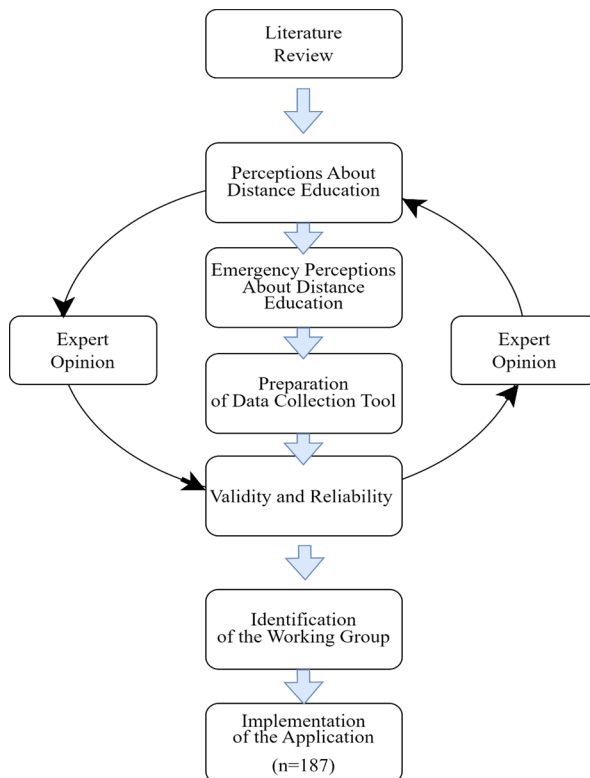 Literature
Review
Perceptions About
Distance Education
Emergency Perceptions
About Distance
Education
Expert
Opinion
Expert
Opinion
Preparation
of Data Collection Tool
Validity and Reliability
Identification
of the Working Group
Implementation
of the Application
(n=187)